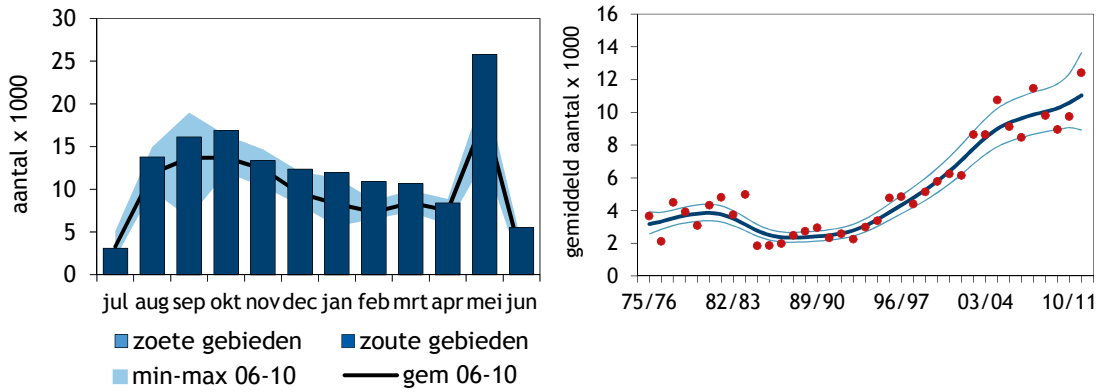 aantal x 1000
30
25
20
15
10
5
0
jul aug sep okt nov dec jan feb mrt apr mei jun
zoete gebieden zoute gebieden
min-max 06-10 gem 06-10
gemiddeld aantal x 1000
16
14
12
10
8
6
4
2
0
75/76 82/83 89/90 96/97 03/04 10/11